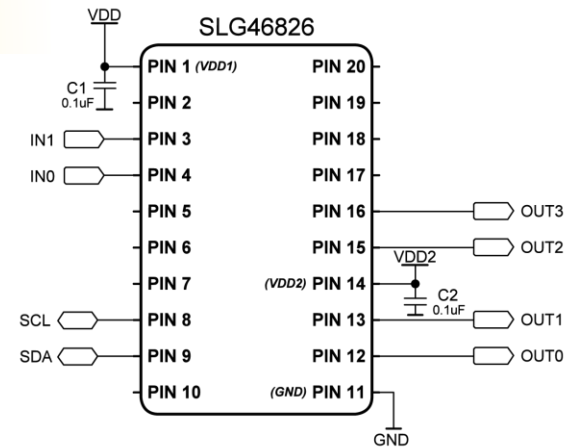 VDD
SLG46826
PIN 1 (VDD1)
PIN 20
C1
0.1uF
PIN 2
PIN 19
IN1
PIN 3
PIN 18
IN0
PIN 4
PIN 17
PIN 5
PIN 16
OUT3
PIN 6
PIN 15
OUT2
VDD2
PIN 7
(VDD2) PIN 14
C2
0.1uF
SCL
PIN 8
PIN 13
OUT1
SDA
PIN 9
PIN 12
OUT0
PIN 10
(GND) PIN 11
GND